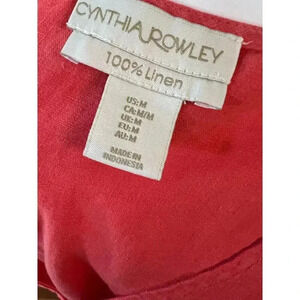 CYNTHIA ROWLEY
100% Linen
US:M
CA:M/M
UK:M
EU:M
AU:M
MADE IN
INDONESIA